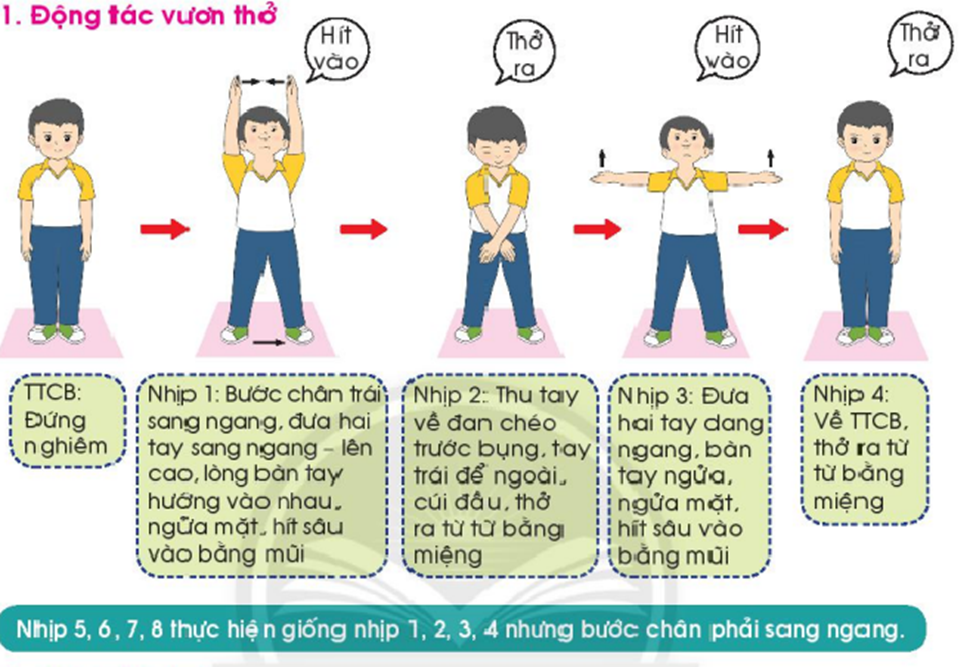 1. Động tác vươn thở
Hít
vào
Thở
ra
Hít
vào
Thở
ra
TTCB:
Đứng
nghiêm
Nhịp 1: Bước chân trái
sang ngang, đưa hai
tay sang ngang – lên
cao, lòng bàn tay
hướng vào nhau,
ngửa mặt, hít sâu
vào bằng mũi
Nhịp 2: Thu tay
về đan chéo
trước bụng, tay
trái để ngoài,
cúi đầu, thở
ra từ từ bằng
miệng
Nhịp 3: Đưa
hai tay dang
ngang, bàn
tay ngửa,
ngửa mặt,
hít sâu vào
bằng mũi
Nhịp 4:
Về TTCB,
thở ra từ
từ bằng
miệng
Nhịp 5, 6, 7, 8 thực hiện giống nhịp 1, 2, 3, 4 nhưng bước chân phải sang ngang.